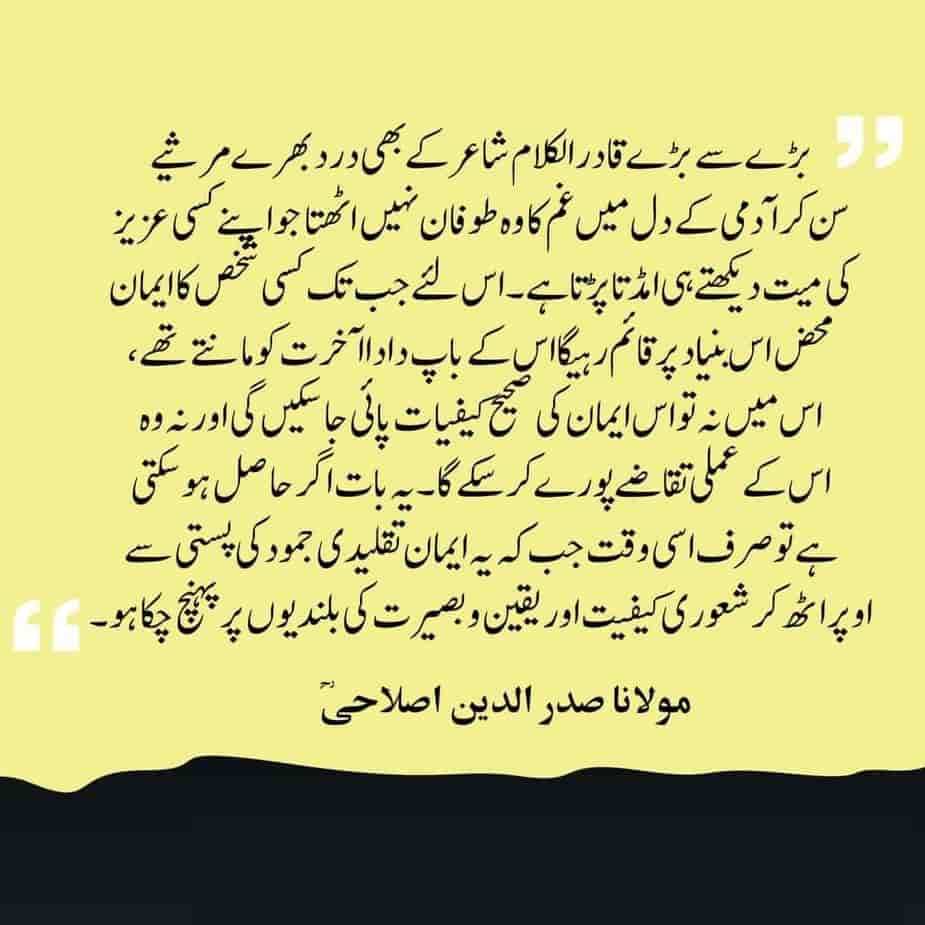 بڑے سے بڑے قادر الکلام شاعر کے بھی درد بھرے مرثیے
سن کر آدمی کے دل میں غم کا وہ طوفان نہیں اٹھتا جو اپنے کسی عزیز
کی میت دیکھتے ہی امڈتا پڑتا ہے۔ اس لئے جب تک کسی شخص کا ایمان
محض اس بنیاد پر قائم رہیگا اس کے باپ دادا آخرت کو مانتے تھے،
اس میں نہ تو اس ایمان کی صحیح کیفیات پائی جا سکیں گی اور نہ وہ
اس کے عملی تقاضے پورے کر سکے گا۔ یہ بات اگر حاصل ہو سکتی
ہے تو صرف اسی وقت جب کہ یہ ایمان تقلیدی جمود کی پستی سے
اوپر اٹھ کر شعوری کیفیت اور یقین و بصیرت کی بلندیوں پر پہنچ چکا ہو۔
مولانا صدر الدین اصلاحیؒ